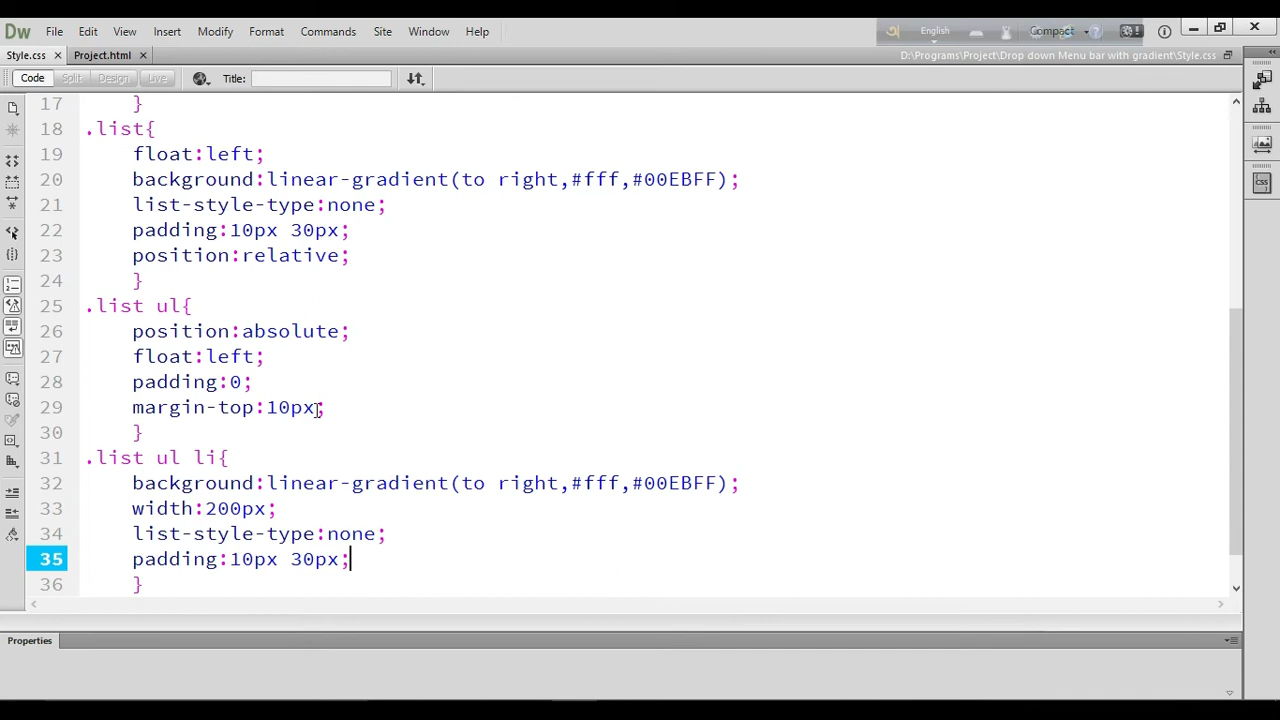 Dw File Edit View Insert Modify Format Commands Site Window Help English Compact
Style.css Project.html D:\Programs\Project\Drop down Menu bar with gradient\Style.css
Code Split Design Live Title:
17 }
18 .list{
19 float:left;
20 background:linear-gradient(to right,#fff,#00EBFF);
21 list-style-type:none;
22 padding:10px 30px;
23 position:relative;
24 }
25 .list ul{
26 position:absolute;
27 float:left;
28 padding:0;
29 margin-top:10px;
30 }
31 .list ul li{
32 background:linear-gradient(to right,#fff,#00EBFF);
33 width:200px;
34 list-style-type:none;
35 padding:10px 30px;
36 }
Properties